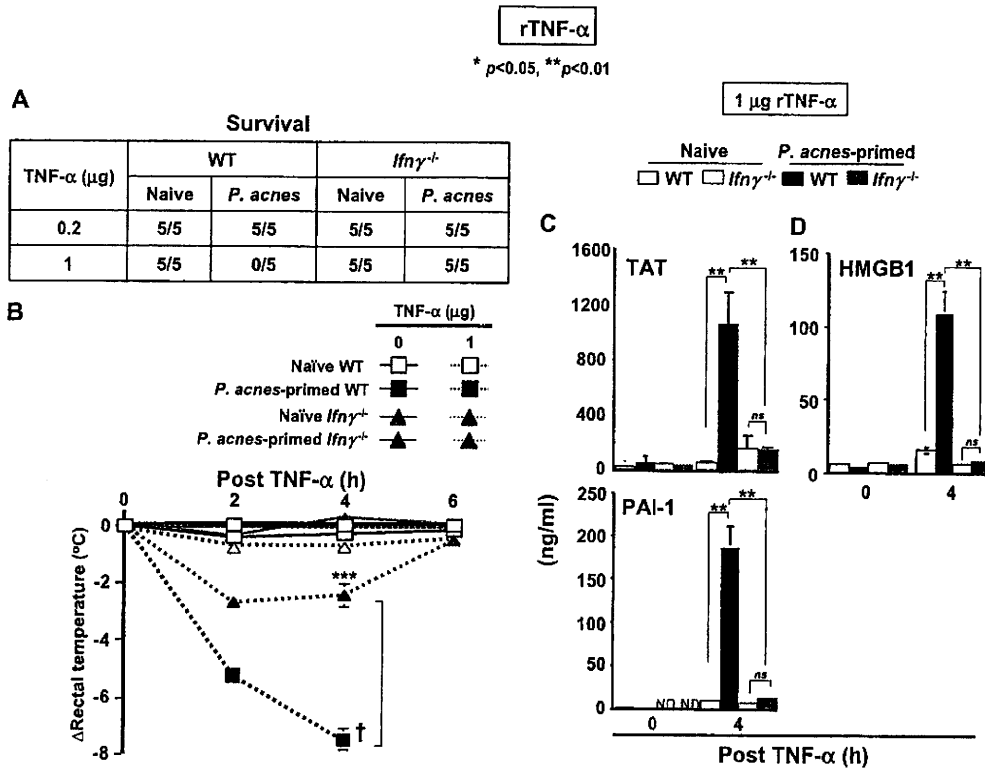 rTNF-α
* p<0.05, **p<0.01
1 µg rTNF-α
A
Survival
TNF-α (µg) WT Ifnγ-/-
Naive P. acnes Naive P. acnes
0.2 5/5 5/5 5/5 5/5
1 5/5 0/5 5/5 5/5
Naive P. acnes-primed
WT Ifnγ-/- WT Ifnγ-/-
B
TNF-α (µg)
0 1
Naïve WT
P. acnes-primed WT
Naïve Ifnγ-/-
P. acnes-primed Ifnγ-/-
Post TNF-α (h)
0 2 4 6
ΔRectal temperature (°C)
0
-2
-4
-6
-8
***
†
C
TAT
1600
1200
800
400
0
** **
ns
D
HMGB1
150
100
50
0
** **
*
ns
0 4
PAI-1
(ng/ml)
250
200
150
100
50
0
** **
ND ND
ns
0 4
Post TNF-α (h)